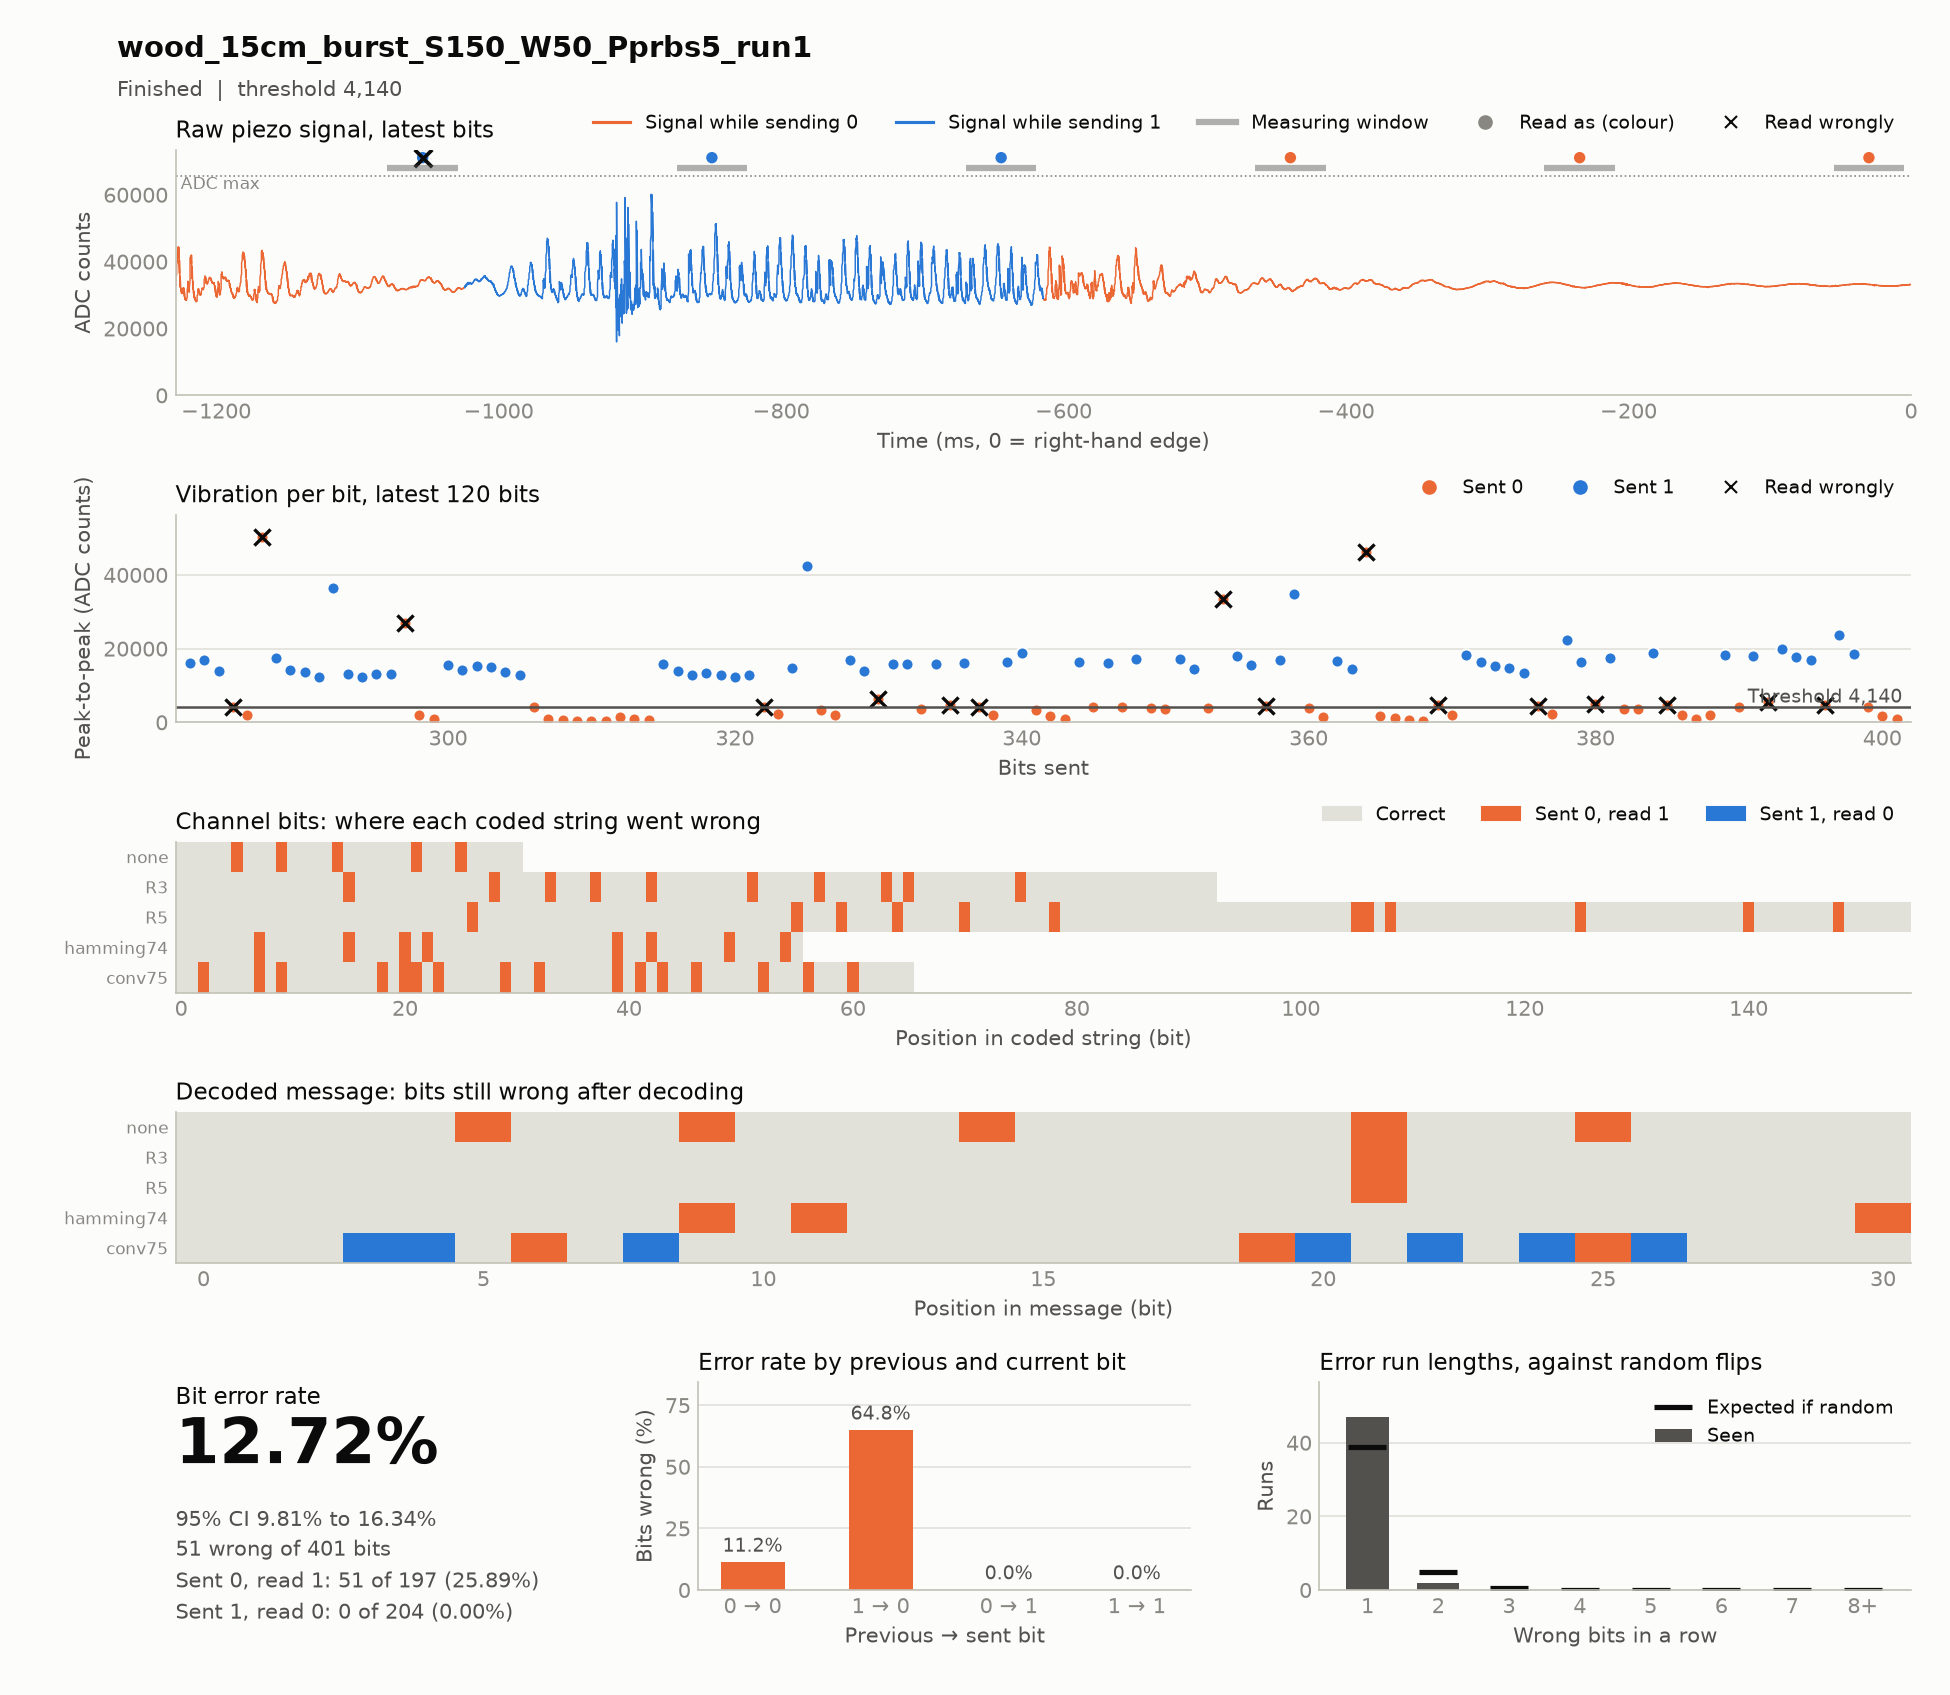 wood_15cm_burst_S150_W50_Pprbs5_run1
Finished | threshold 4,140
Raw piezo signal, latest bits
Signal while sending 0 Signal while sending 1 Measuring window Read as (colour) Read wrongly
ADC max
60000
40000
20000
0
ADC counts
−1200 −1000 −800 −600 −400 −200 0
Time (ms, 0 = right-hand edge)
Vibration per bit, latest 120 bits
Sent 0 Sent 1 Read wrongly
40000
20000
0
Peak-to-peak (ADC counts)
Threshold 4,140
300 320 340 360 380 400
Bits sent
Channel bits: where each coded string went wrong
Correct Sent 0, read 1 Sent 1, read 0
none
R3
R5
hamming74
conv75
0 20 40 60 80 100 120 140
Position in coded string (bit)
Decoded message: bits still wrong after decoding
none
R3
R5
hamming74
conv75
0 5 10 15 20 25 30
Position in message (bit)
Bit error rate
12.72%
95% CI 9.81% to 16.34%
51 wrong of 401 bits
Sent 0, read 1: 51 of 197 (25.89%)
Sent 1, read 0: 0 of 204 (0.00%)
Error rate by previous and current bit
75
50
25
0
Bits wrong (%)
11.2% 64.8% 0.0% 0.0%
0 → 0 1 → 0 0 → 1 1 → 1
Previous → sent bit
Error run lengths, against random flips
Expected if random
Seen
40
20
0
Runs
1 2 3 4 5 6 7 8+
Wrong bits in a row